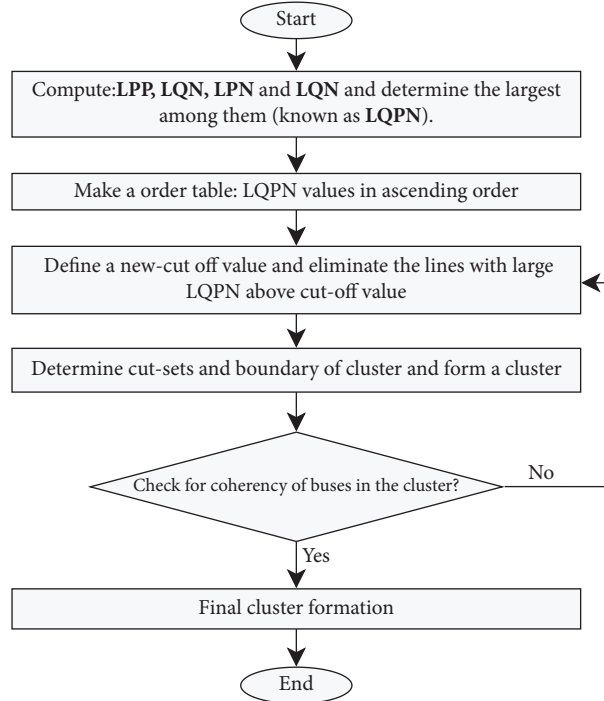 Start
Compute:LPP, LQN, LPN and LQN and determine the largest
among them (known as LQPN).
Make a order table: LQPN values in ascending order
Define a new-cut off value and eliminate the lines with large
LQPN above cut-off value
Determine cut-sets and boundary of cluster and form a cluster
Check for coherency of buses in the cluster?
No
Yes
Final cluster formation
End